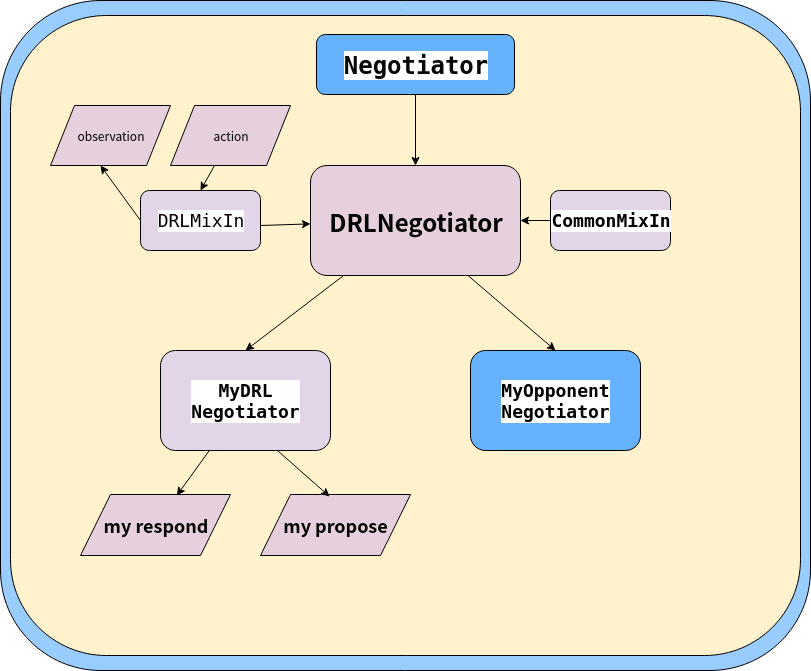 Negotiator
observation
action
DRLMixIn
DRLNegotiator
CommonMixIn
MyDRL
Negotiator
MyOpponent
Negotiator
my respond
my propose